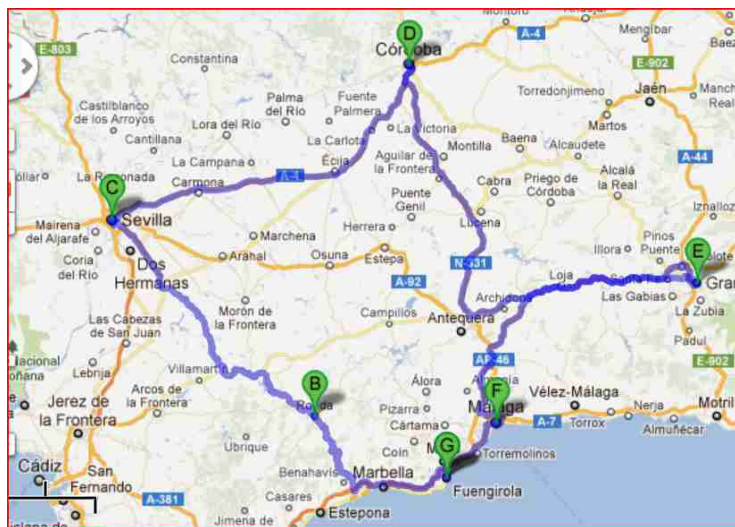 D
Córdoba
A-4
Montoro
Mengibar
E-902
Jaén
Torredonjimeno
Martos
E-803
Constantina
Castilblanco
de los Arroyos
Cantillana
Lora del Río
Palma
del Río
Fuente
Palmera
La Carlota
La Victoria
Montilla
Baena
Alcaudete
La Campana
Écija
Aguilar de
la Frontera
Cabra
Priego de
Córdoba
Alcalá
la Real
A-44
C
Sevilla
Carmona
A-4
Puente
Genil
Mairena
del Aljarafe
Coria
del Río
Dos
Hermanas
Arahal
Marchena
Osuna
Herrera
Estepa
Lucena
Iznalloz
Illora
Pinos
Puente
E
Gran
A-92
N-331
Loja
Las Gabias
La Zubia
Padul
E-902
Las Cabezas
de San Juan
Morón de
la Frontera
Campillos
Antequera
Archidona
Lebrija
Villamartín
B
Ronda
AP-46
F
Málaga
Vélez-Málaga
A-7
Torrox
Nerja
Almuñécar
Motril
Jerez de
la Frontera
Arcos de
la Frontera
Ubrique
Álora
Pizarra
Cártama
Coín
G
Torremolinos
Fuengirola
Cádiz
San
Fernando
A-381
Benahavís
Marbella
Casares
Estepona
Jimena de